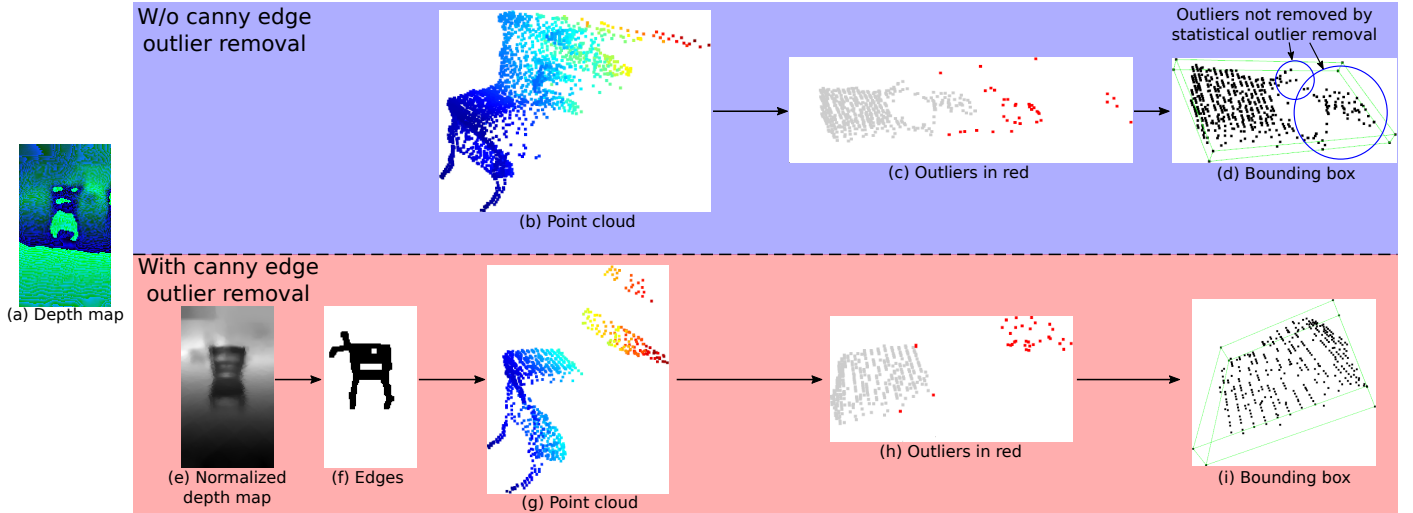 W/o canny edge
outlier removal
Outliers not removed by
statistical outlier removal
(a) Depth map
(b) Point cloud
(c) Outliers in red
(d) Bounding box
With canny edge
outlier removal
(e) Normalized
depth map
(f) Edges
(g) Point cloud
(h) Outliers in red
(i) Bounding box